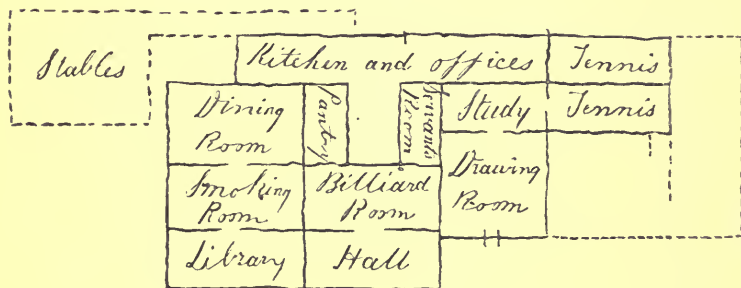 Stables
Kitchen and offices
Tennis
Dining
Room
Pantry
Servants
Room
Study
Tennis
Smoking
Room
Billiard
Room
Drawing
Room
Library
Hall